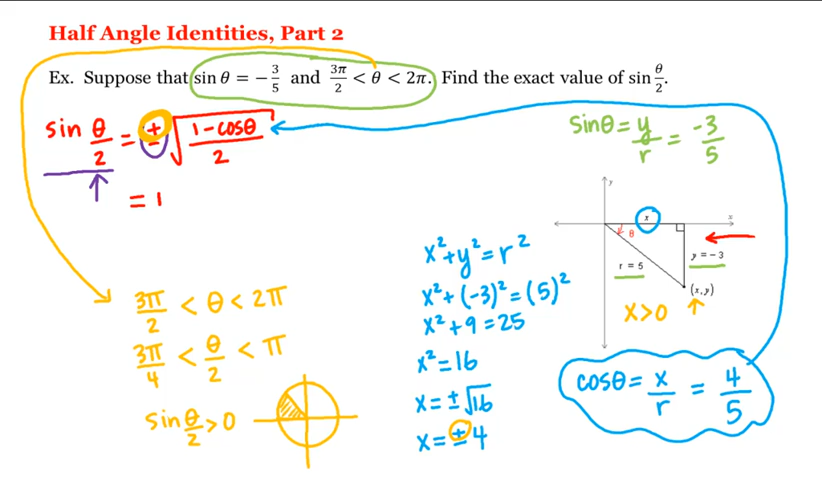 Half Angle Identities, Part 2
Ex. Suppose that sin θ = −3/5 and 3π/2 < θ < 2π. Find the exact value of sin θ/2.
sin θ/2 = ± √((1 − cosθ)/2)
= 1
sinθ = y/r = −3/5
y
x
x
θ
r = 5
y = − 3
(x, y)
x > 0
3π/2 < θ < 2π
3π/4 < θ/2 < π
sin θ/2 > 0
x² + y² = r²
x² + (−3)² = (5)²
x² + 9 = 25
x² = 16
x = ± √16
x = ± 4
cosθ = x/r = 4/5